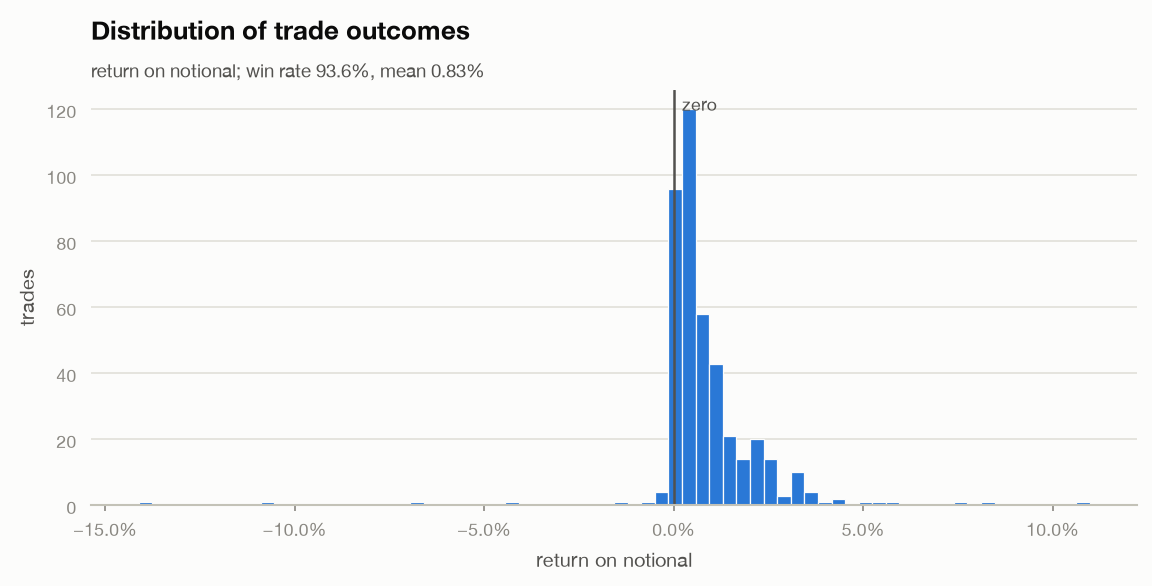 Distribution of trade outcomes
return on notional; win rate 93.6%, mean 0.83%
zero
120
100
80
60
40
20
0
trades
−15.0%
−10.0%
−5.0%
0.0%
5.0%
10.0%
return on notional